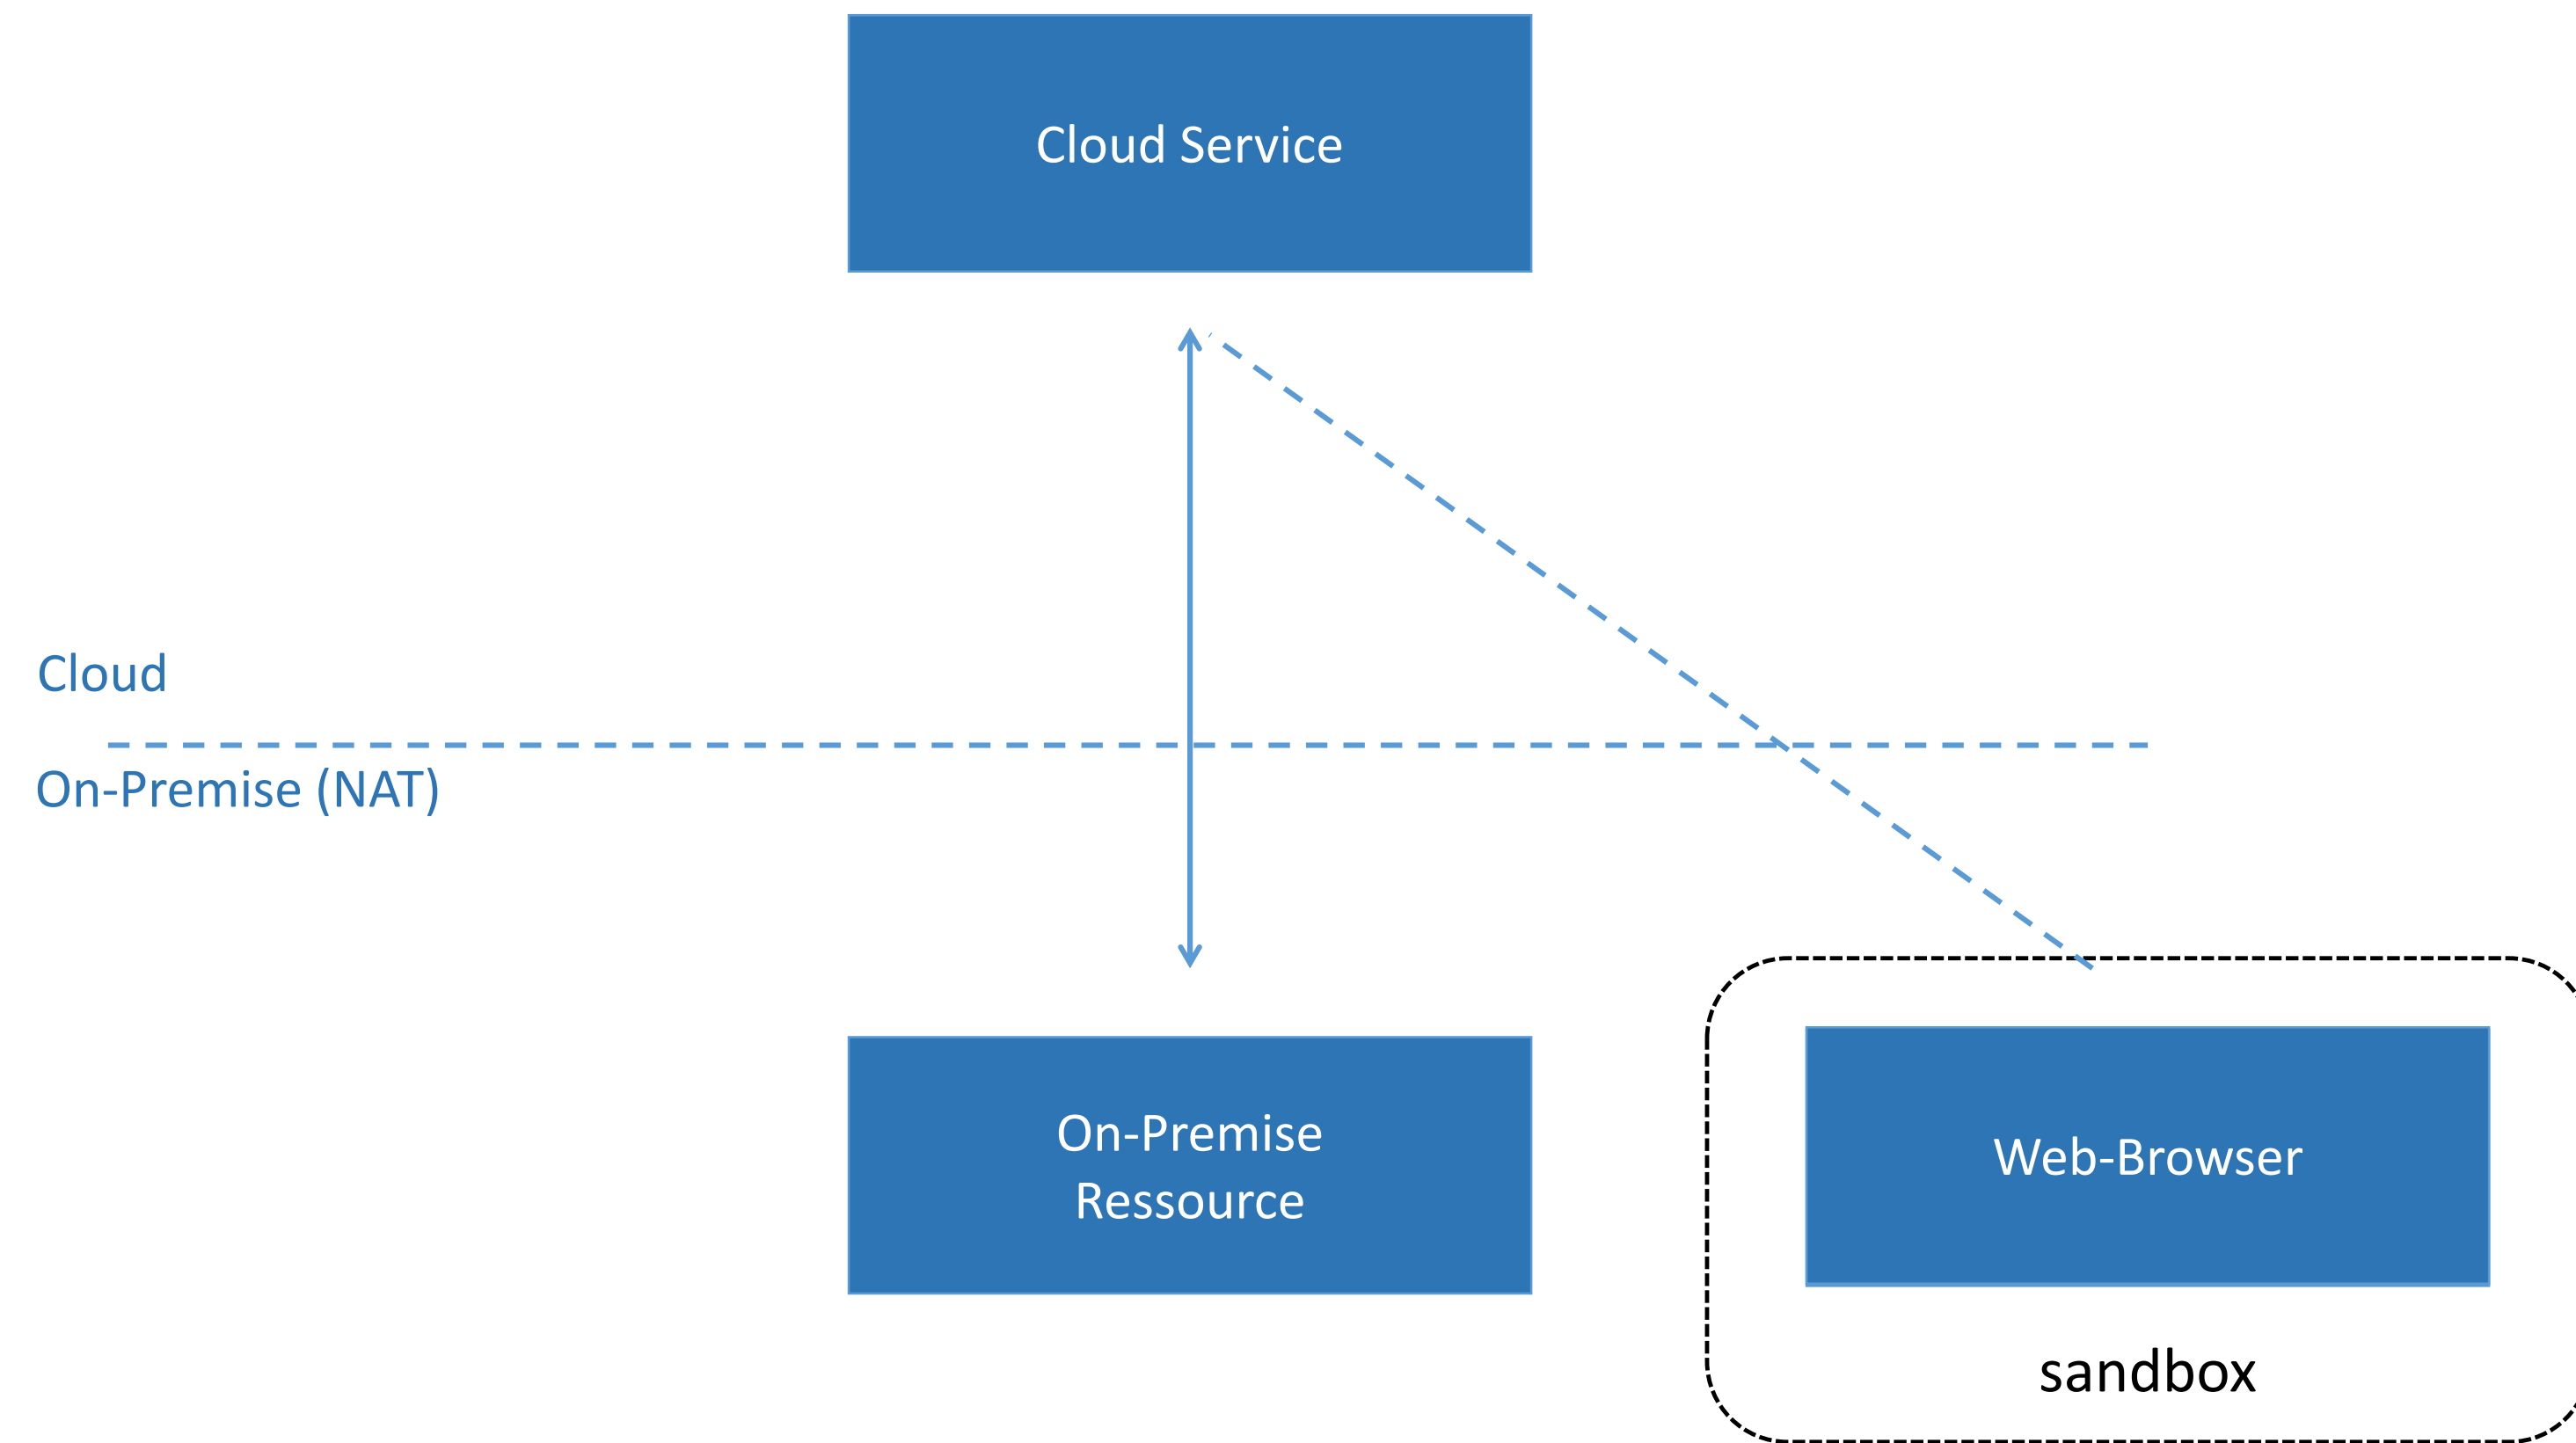 Cloud Service
Cloud
On-Premise (NAT)
On-Premise
Ressource
Web-Browser
sandbox